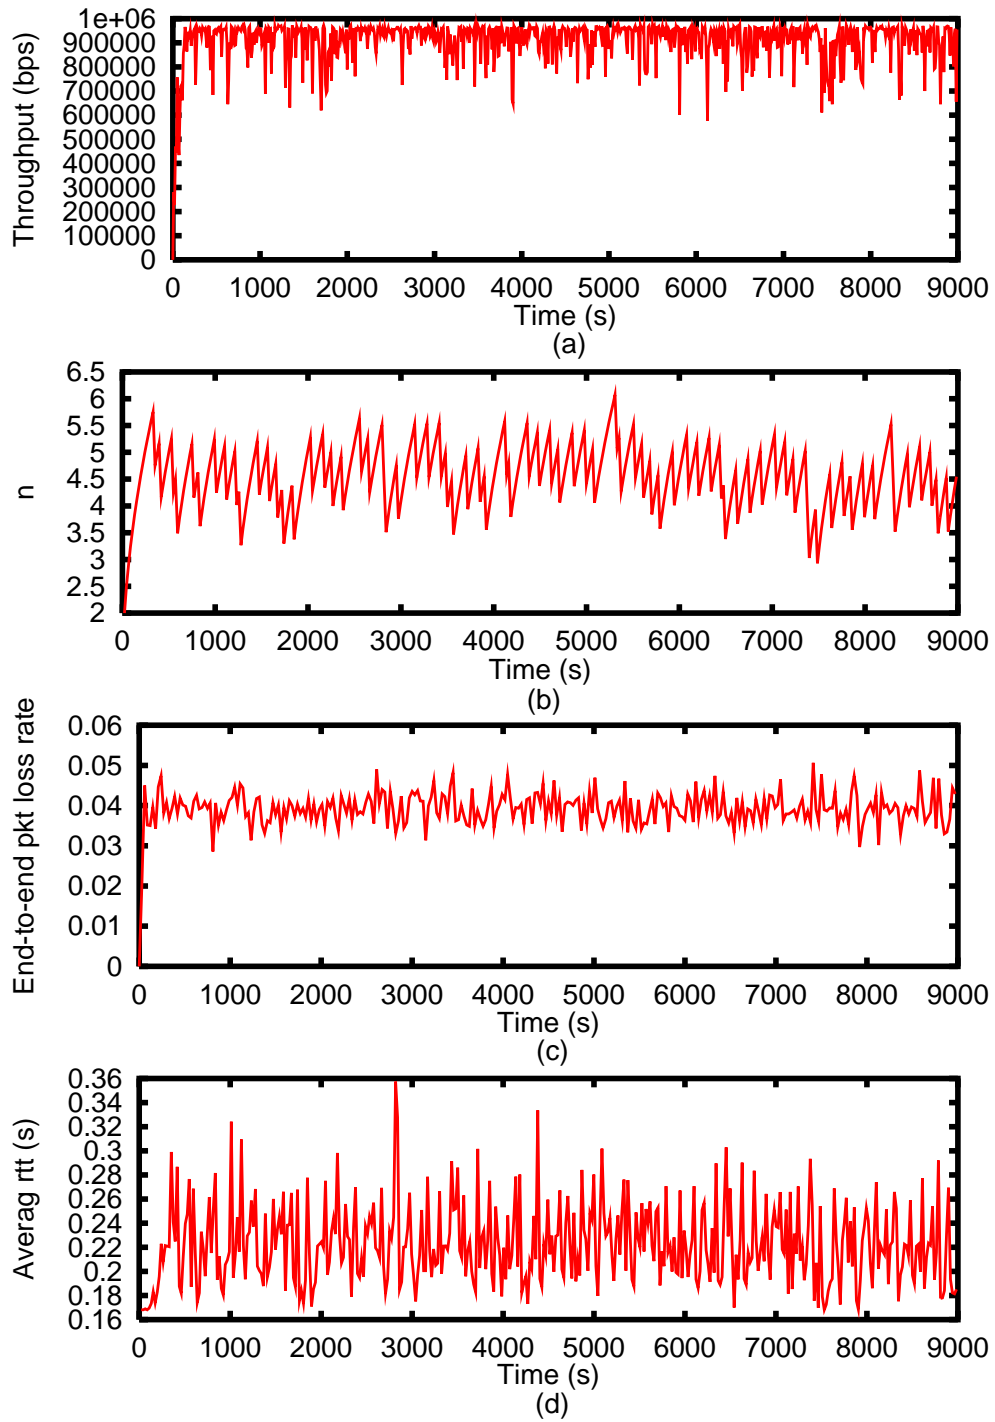 1e+06
900000
800000
700000
600000
500000
400000
300000
200000
100000
0
Throughput (bps)
0 1000 2000 3000 4000 5000 6000 7000 8000 9000
Time (s)
(a)
6.5
6
5.5
5
4.5
4
3.5
3
2.5
2
n
0 1000 2000 3000 4000 5000 6000 7000 8000 9000
Time (s)
(b)
0.06
0.05
0.04
0.03
0.02
0.01
0
End-to-end pkt loss rate
0 1000 2000 3000 4000 5000 6000 7000 8000 9000
Time (s)
(c)
0.36
0.34
0.32
0.3
0.28
0.26
0.24
0.22
0.2
0.18
0.16
Averag rtt (s)
0 1000 2000 3000 4000 5000 6000 7000 8000 9000
Time (s)
(d)